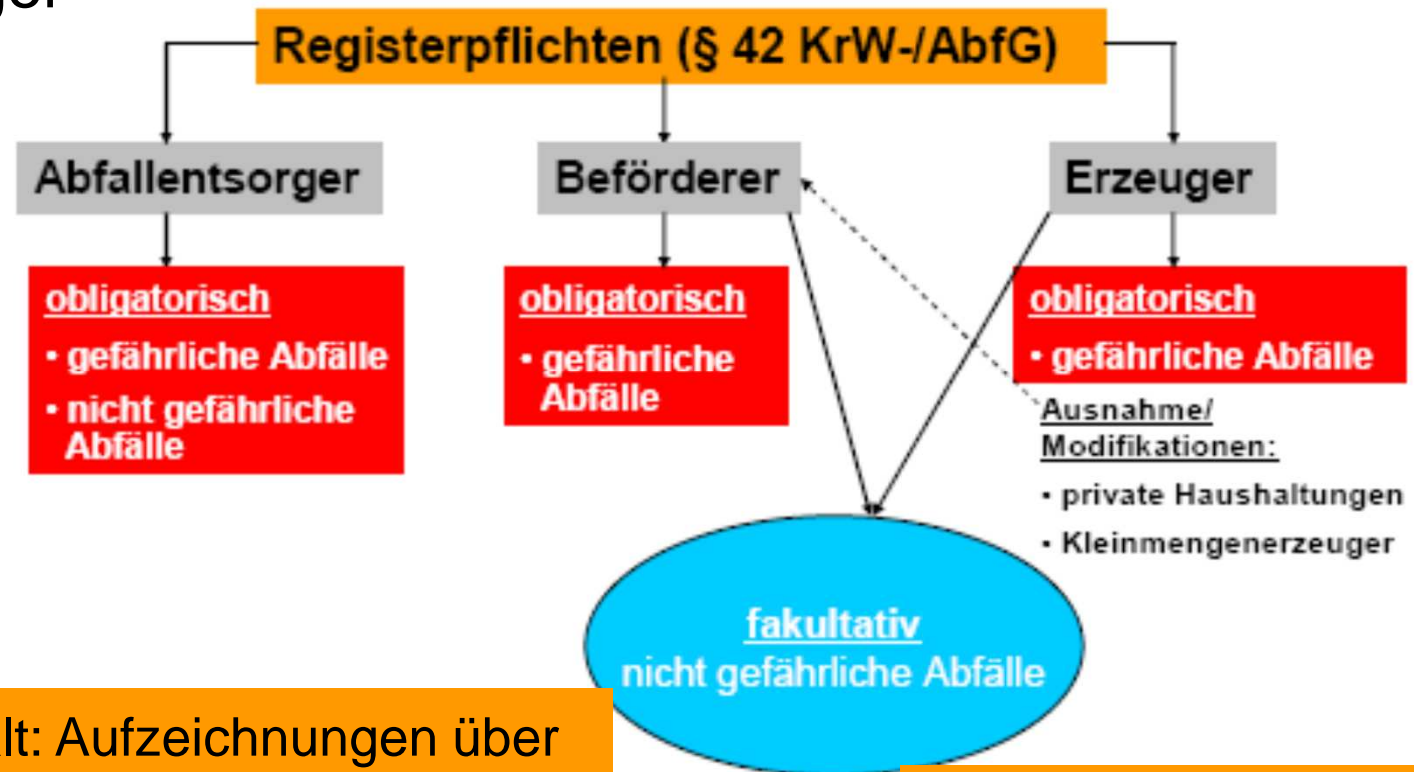 Registerpflichten (§ 42 KrW-/AbfG)
Abfallentsorger
Beförderer
Erzeuger
obligatorisch
• gefährliche Abfälle
• nicht gefährliche
Abfälle
obligatorisch
• gefährliche
Abfälle
obligatorisch
• gefährliche Abfälle
Ausnahme/
Modifikationen:
• private Haushaltungen
• Kleinmengenerzeuger
fakultativ
nicht gefährliche Abfälle
lt: Aufzeichnungen über